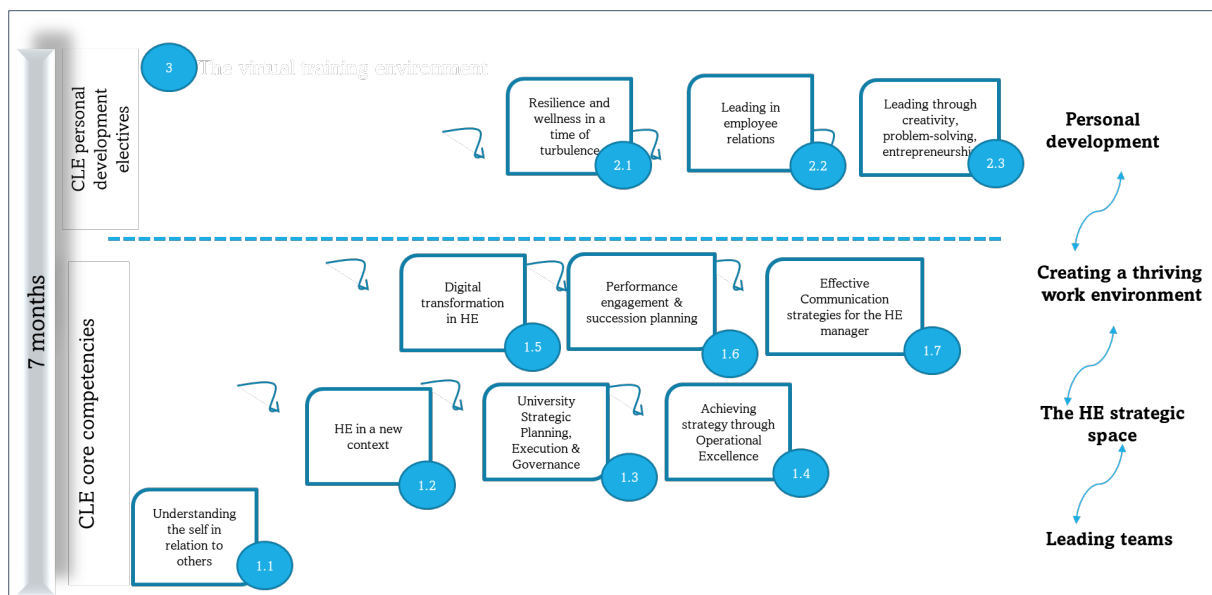 7 months
CLE personal
development
electives
3
The virtual training environment
Resilience and
wellness in a
time of
turbulence
2.1
Leading in
employee
relations
2.2
Leading through
creativity,
problem-solving,
entrepreneurship
2.3
Personal
development
CLE core competencies
Digital
transformation
in HE
1.5
Performance
engagement &
succession planning
1.6
Effective
Communication
strategies for the HE
manager
1.7
Creating a thriving
work environment
HE in a new
context
1.2
University
Strategic
Planning,
Execution &
Governance
1.3
Achieving
strategy through
Operational
Excellence
1.4
The HE strategic
space
Understanding
the self in
relation to
others
1.1
Leading teams